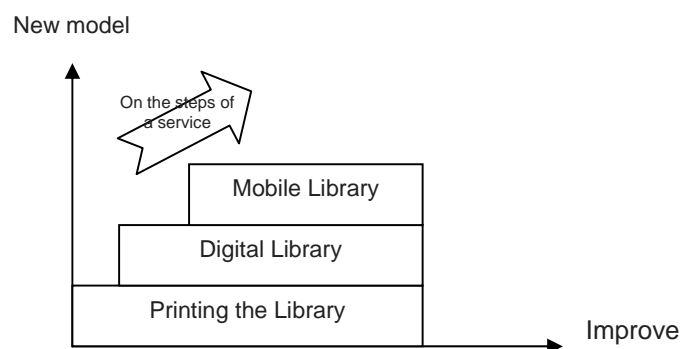 New model
On the steps of
a service
Mobile Library
Digital Library
Printing the Library
Improve